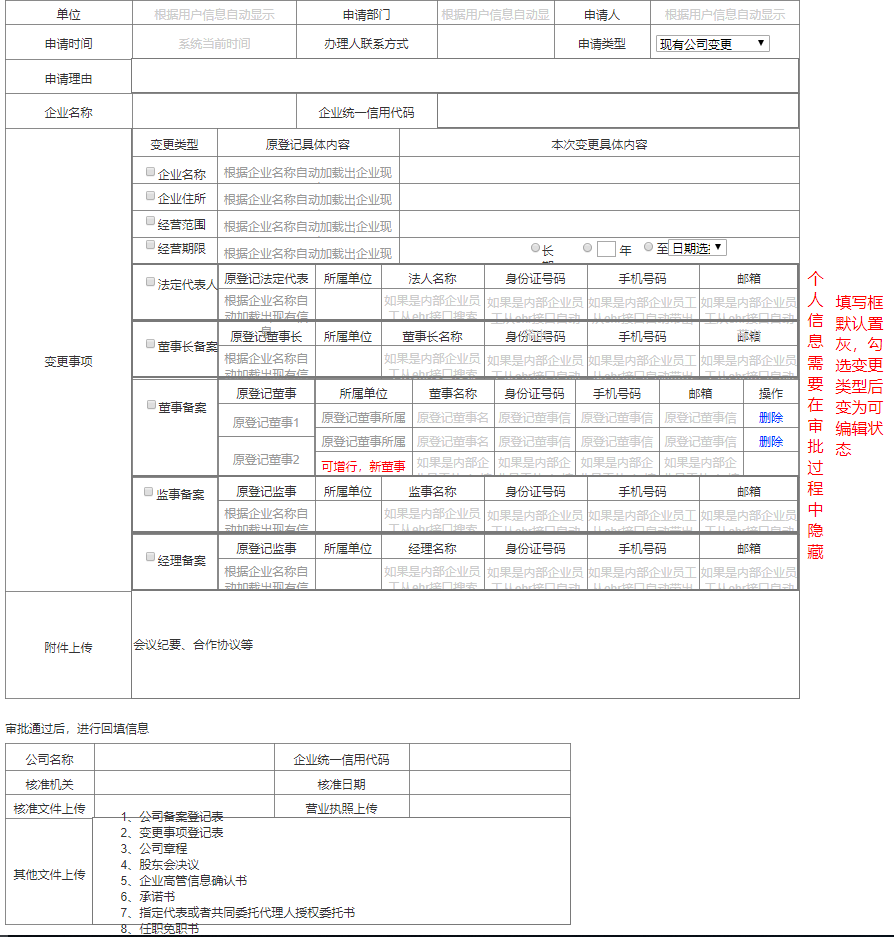 单位 根据用户信息自动显示 申请部门 根据用户信息自动显 申请人 根据用户信息自动显示
申请时间 系统当前时间 办理人联系方式 申请类型 现有公司变更
申请理由
企业名称 企业统一信用代码
变更事项
变更类型 原登记具体内容 本次变更具体内容
企业名称 根据企业名称自动加载出企业现
企业住所 根据企业名称自动加载出企业现
经营范围 根据企业名称自动加载出企业现
经营期限 根据企业名称自动加载出企业现 长 年 至 日期选
法定代表人 原登记法定代表 所属单位 法人名称 身份证号码 手机号码 邮箱
根据企业名称自 如果是内部企业员 如果是内部企业员 如果是内部企业员工 如果是内部企业员
动加载出现有信 工从ehr接口搜索 工从ehr接口自动 从ehr接口自动带出 工从ehr接口自动
息
董事长备案 原登记董事长 所属单位 董事长名称 身份证号码 手机号码 邮箱
根据企业名称自 如果是内部企业员 如果是内部企业员 如果是内部企业员工 如果是内部企业员
动加载出现有信 工从ehr接口搜索 工从ehr接口自动 从ehr接口自动带出 工从ehr接口自动
董事备案 原登记董事 所属单位 董事名称 身份证号码 手机号码 邮箱 操作
原登记董事1 原登记董事所属 原登记董事名 原登记董事信 原登记董事信 原登记董事信 删除
原登记董事2 原登记董事所属 原登记董事名 原登记董事信 原登记董事信 原登记董事信 删除
可增行，新董事 如果是内部企 如果是内部企 如果是内部企 如果是内部企
监事备案 原登记监事 所属单位 监事名称 身份证号码 手机号码 邮箱
根据企业名称自 如果是内部企业员 如果是内部企业员 如果是内部企业员工 如果是内部企业员
动加载出现有信 工从ehr接口搜索 工从ehr接口自动 从ehr接口自动带出 工从ehr接口自动
经理备案 原登记监事 所属单位 经理名称 身份证号码 手机号码 邮箱
根据企业名称自 如果是内部企业员 如果是内部企业员 如果是内部企业员工 如果是内部企业员
动加载出现有信 工从ehr接口搜索 工从ehr接口自动 从ehr接口自动带出 工从ehr接口自动
附件上传 会议纪要、合作协议等
个人信息需要在审批过程中隐藏
填写框
默认置
灰，勾
选变更
类型后
变为可
编辑状
态
审批通过后，进行回填信息
公司名称 企业统一信用代码
核准机关 核准日期
核准文件上传 营业执照上传
其他文件上传
1、公司备案登记表
2、变更事项登记表
3、公司章程
4、股东会决议
5、企业高管信息确认书
6、承诺书
7、指定代表或者共同委托代理人授权委托书
8、任职免职书